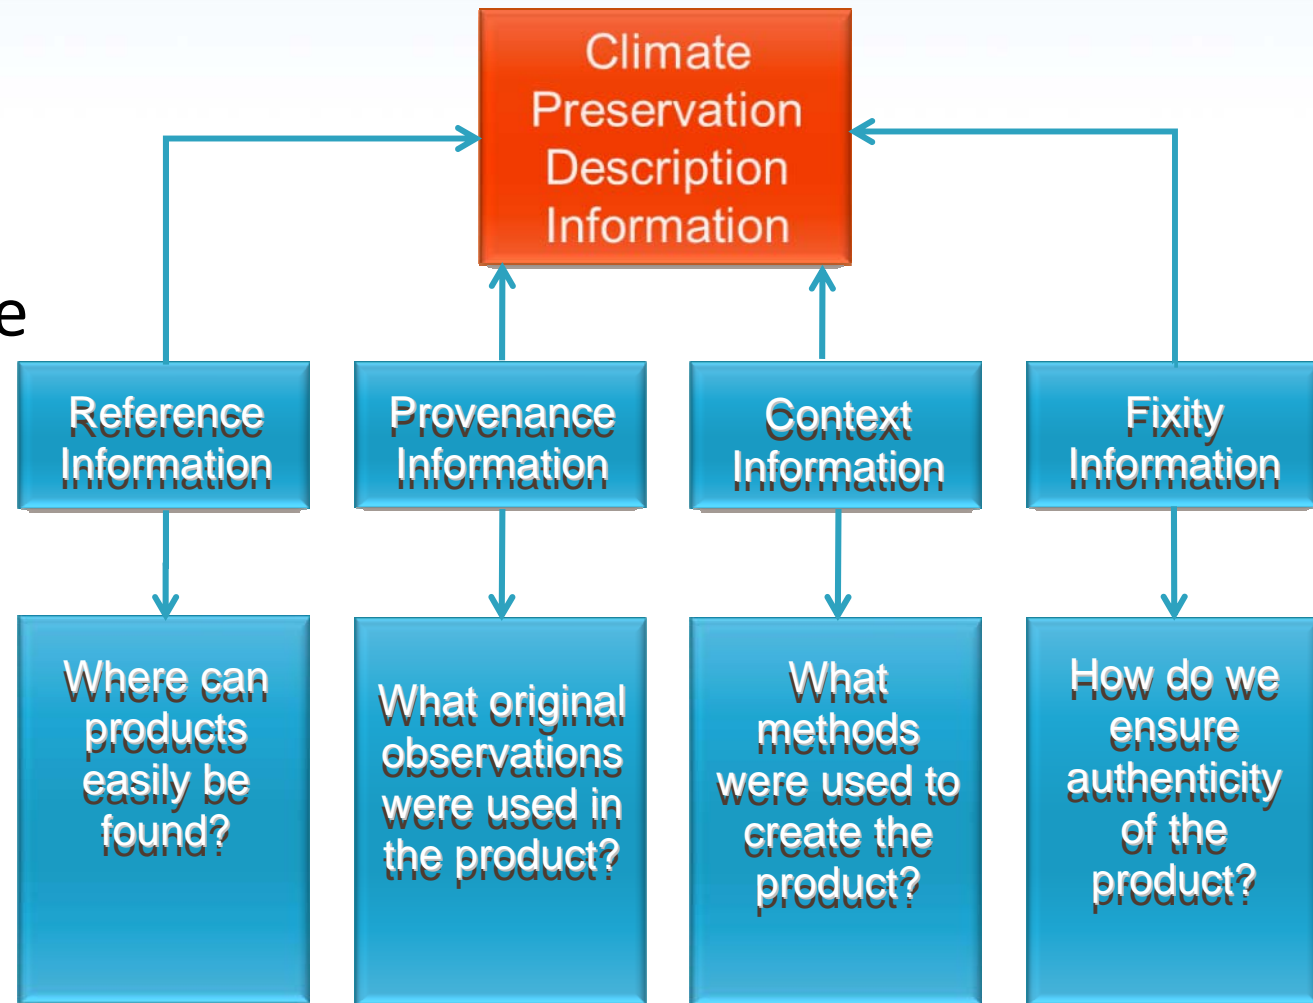 Climate
Preservation
Description
Information
e
Reference
Information
Provenance
Information
Context
Information
Fixity
Information
Where can
products
easily be
found?
What original
observations
were used in
the product?
What
methods
were used to
create the
product?
How do we
ensure
authenticity
of the
product?